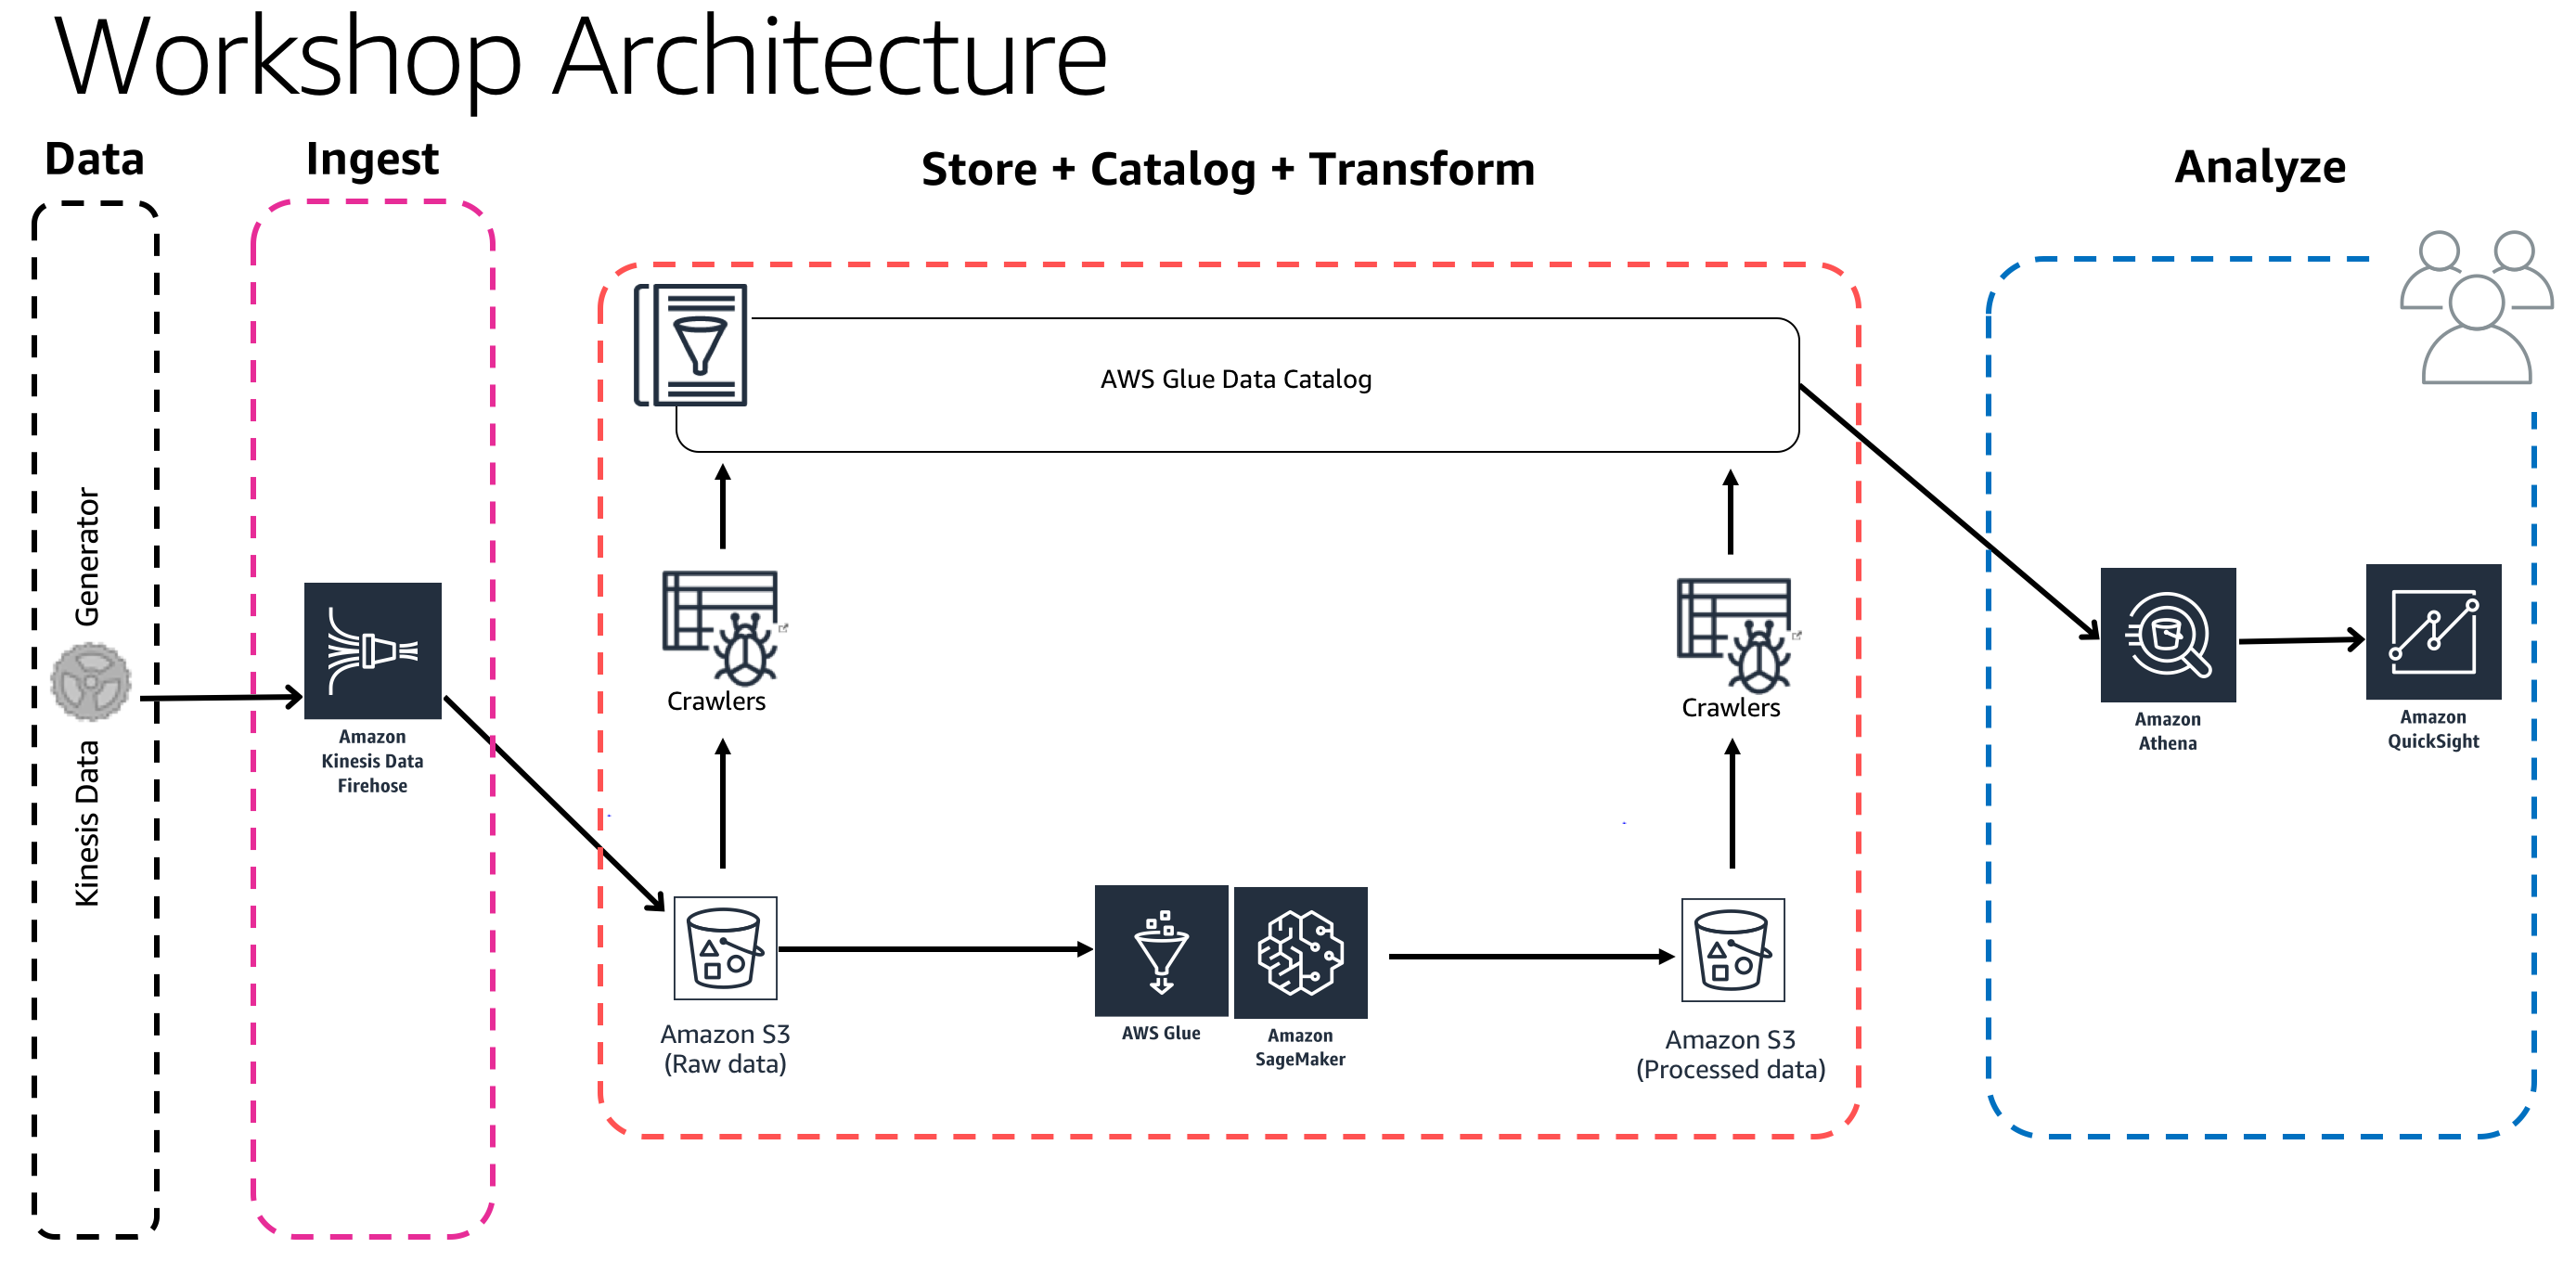 Workshop Architecture
Data
Ingest
Store + Catalog + Transform
Analyze
Kinesis Data Generator
Amazon
Kinesis Data
Firehose
AWS Glue Data Catalog
Crawlers
Crawlers
Amazon S3
(Raw data)
AWS Glue
Amazon
SageMaker
Amazon S3
(Processed data)
Amazon
Athena
Amazon
QuickSight